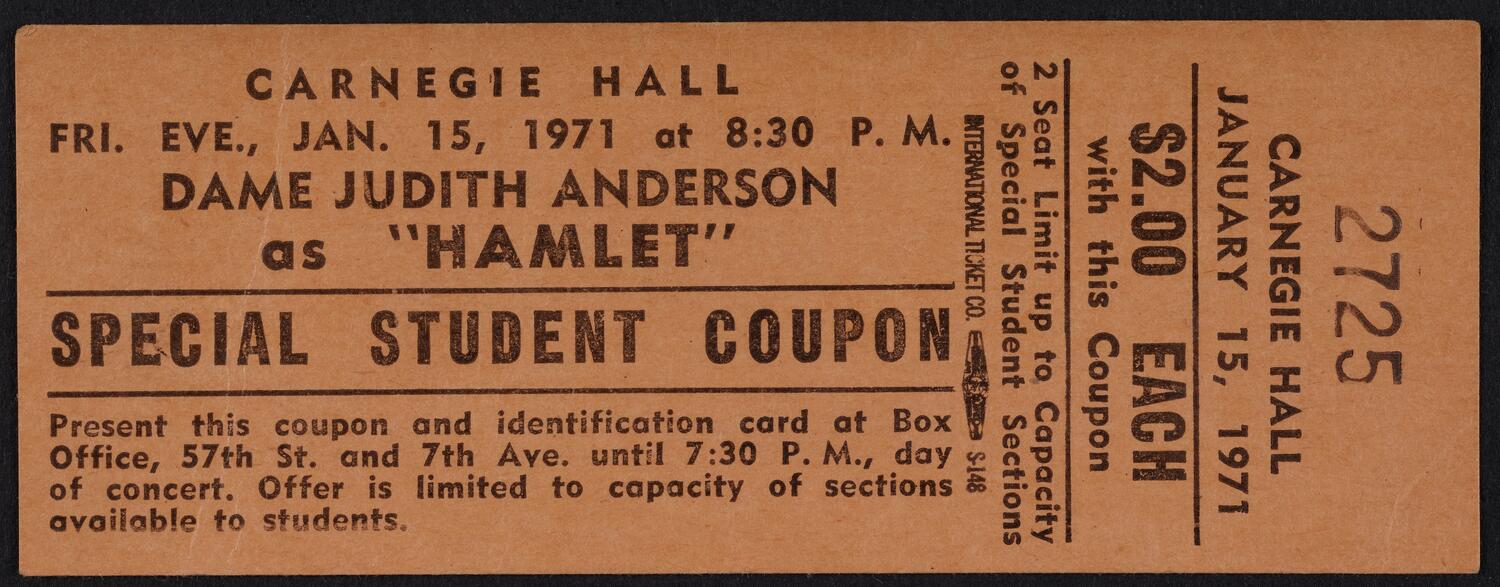 CARNEGIE HALL
FRI. EVE., JAN. 15, 1971 at 8:30 P. M.
DAME JUDITH ANDERSON
as "HAMLET"
SPECIAL STUDENT COUPON
Present this coupon and identification card at Box
Office, 57th St. and 7th Ave. until 7:30 P. M., day
of concert. Offer is limited to capacity of sections
available to students.
INTERNATIONAL TICKET CO. S-148
2 Seat Limit up to Capacity
of Special Student Sections
$2.00 EACH
with this Coupon
CARNEGIE HALL
JANUARY 15, 1971
2725